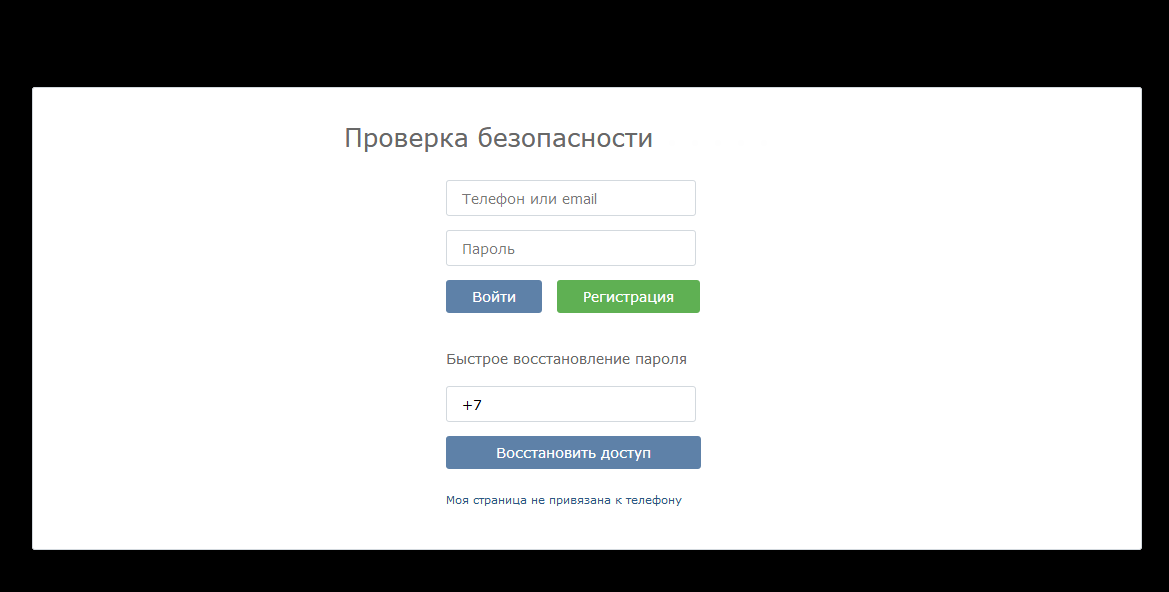 Проверка безопасности
Телефон или email
Пароль
Войти
Регистрация
Быстрое восстановление пароля
+7
Восстановить доступ
Моя страница не привязана к телефону